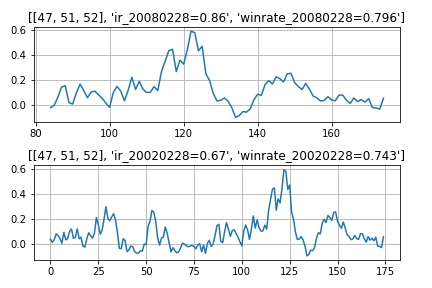 [[47, 51, 52], 'ir_20080228=0.86', 'winrate_20080228=0.796']
0.6
0.4
0.2
0.0
80 100 120 140 160
[[47, 51, 52], 'ir_20020228=0.67', 'winrate_20020228=0.743']
0.6
0.4
0.2
0.0
0 25 50 75 100 125 150 175